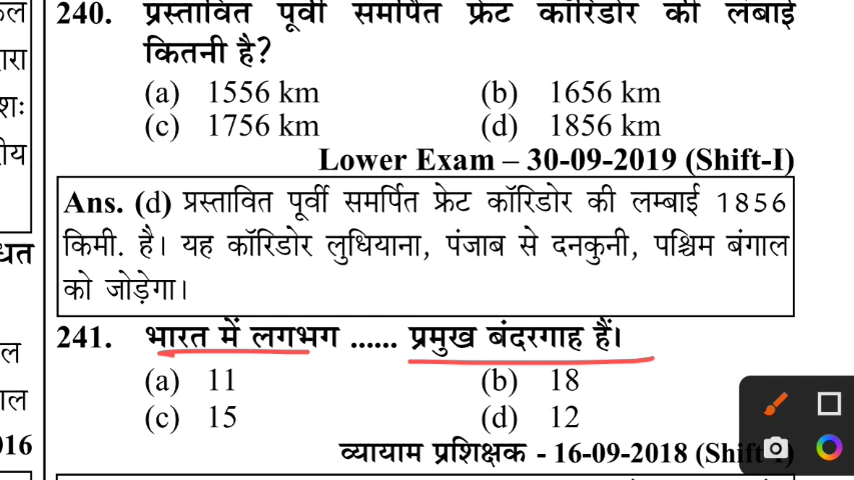 240. प्रस्तावित पूर्वी समर्पित फ्रेट कॉरिडोर की लंबाई
कितनी है?
(a) 1556 km (b) 1656 km
(c) 1756 km (d) 1856 km
Lower Exam – 30-09-2019 (Shift-I)
Ans. (d) प्रस्तावित पूर्वी समर्पित फ्रेट कॉरिडोर की लम्बाई 1856
किमी. है। यह कॉरिडोर लुधियाना, पंजाब से दनकुनी, पश्चिम बंगाल
को जोड़ेगा।
241. भारत में लगभग ...... प्रमुख बंदरगाह हैं।
(a) 11 (b) 18
(c) 15 (d) 12
व्यायाम प्रशिक्षक - 16-09-2018 (Shift-I)